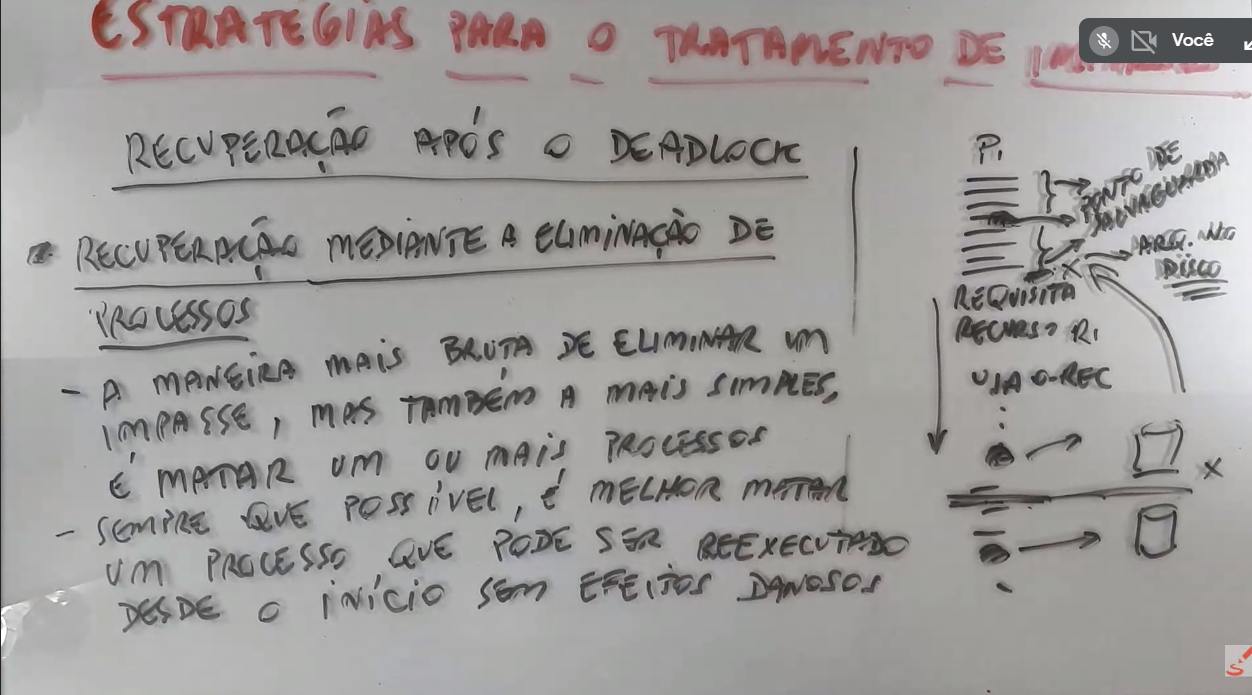 ESTRATÉGIAS PARA O TRATAMENTO DE
Você
RECUPERAÇÃO APÓS O DEADLOCK
RECUPERAÇÃO MEDIANTE A ELIMINAÇÃO DE
PROCESSOS
- A MANEIRA MAIS BRUTA DE ELIMINAR UM
IMPASSE, MAS TAMBÉM A MAIS SIMPLES,
É MATAR UM OU MAIS PROCESSOS
- SEMPRE QUE POSSÍVEL, É MELHOR MATAR
UM PROCESSO QUE PODE SER REEXECUTADO
DESDE O INÍCIO SEM EFEITOS DANOSOS
P1
PONTO DE
SALVAGUARDA
ARQ. NO
DISCO
X
REQUISITA
RECURSO R1
USA O REC
X
S